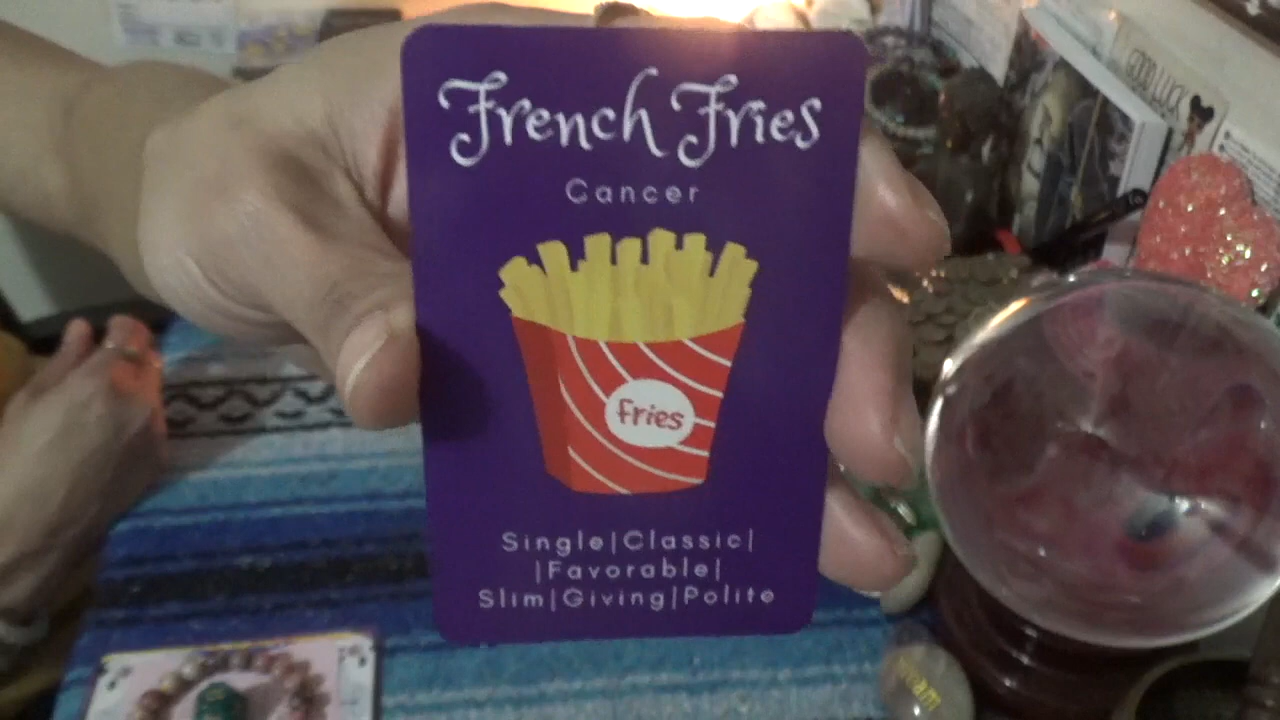 French Fries
Cancer
fries
Single|Classic|
|Favorable|
Slim|Giving|Polite
GOOD LUCK